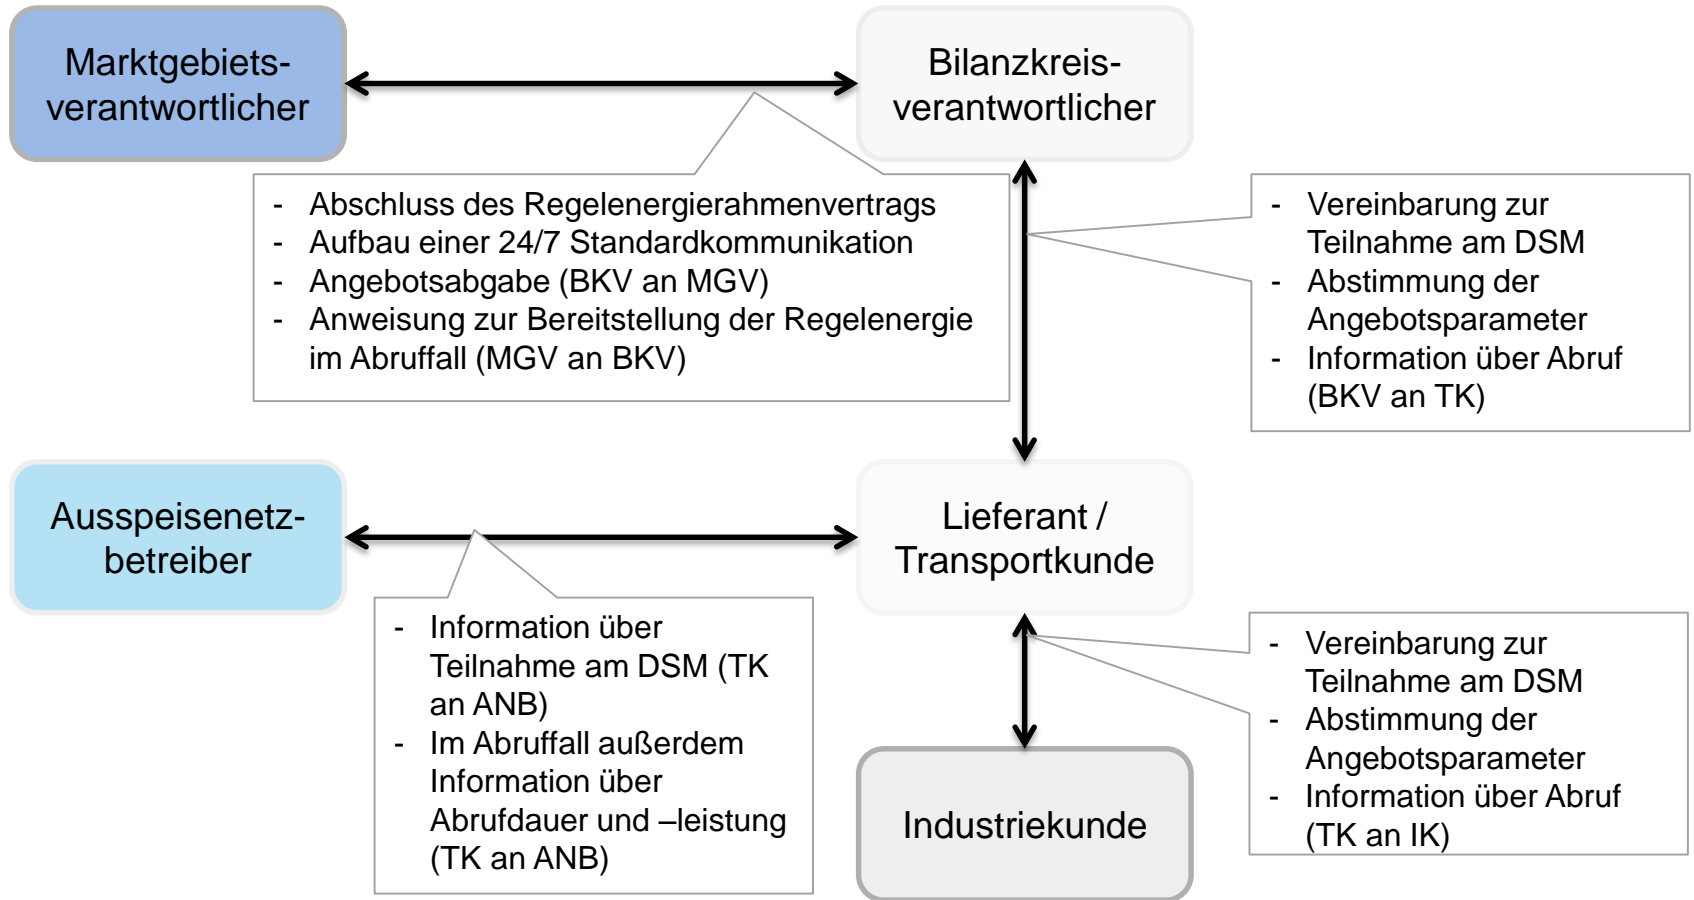 Marktgebiets-
verantwortlicher
Bilanzkreis-
verantwortlicher
- Abschluss des Regelenergierahmenvertrags
- Aufbau einer 24/7 Standardkommunikation
- Angebotsabgabe (BKV an MGV)
- Anweisung zur Bereitstellung der Regelenergie
im Abruffall (MGV an BKV)
- Vereinbarung zur
Teilnahme am DSM
- Abstimmung der
Angebotsparameter
- Information über Abruf
(BKV an TK)
Ausspeisenetz-
betreiber
Lieferant /
Transportkunde
- Information über
Teilnahme am DSM (TK
an ANB)
- Im Abruffall außerdem
Information über
Abrufdauer und –leistung
(TK an ANB)
- Vereinbarung zur
Teilnahme am DSM
- Abstimmung der
Angebotsparameter
- Information über Abruf
(TK an IK)
Industriekunde